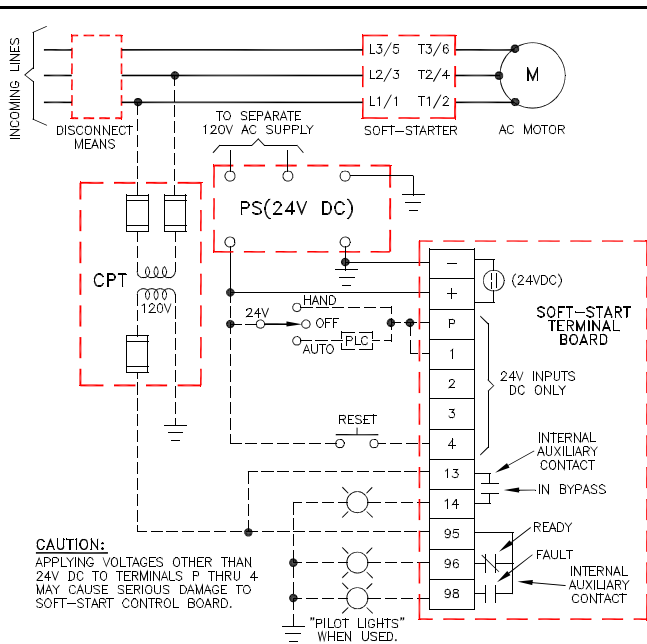 INCOMING LINES
DISCONNECT
MEANS
L3/5 T3/6
L2/3 T2/4
L1/1 T1/2
SOFT-STARTER
M
AC MOTOR
TO SEPARATE
120V AC SUPPLY
PS(24V DC)
CPT
120V
24V
HAND
OFF
AUTO
PLC
RESET
-
+
P
1
2
3
4
13
14
95
96
98
(24VDC)
SOFT-START
TERMINAL
BOARD
24V INPUTS
DC ONLY
INTERNAL
AUXILIARY
CONTACT
IN BYPASS
READY
FAULT
INTERNAL
AUXILIARY
CONTACT
CAUTION:
APPLYING VOLTAGES OTHER THAN
24V DC TO TERMINALS P THRU 4
MAY CAUSE SERIOUS DAMAGE TO
SOFT-START CONTROL BOARD.
"PILOT LIGHTS"
WHEN USED.